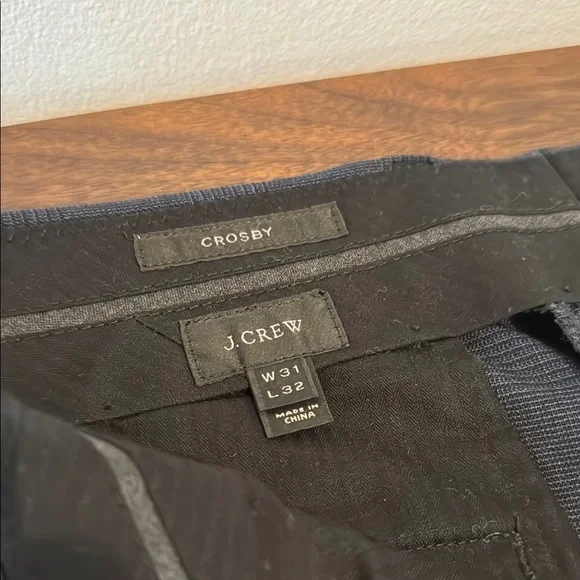 CROSBY
J.CREW
W 31
L 32
MADE IN
CHINA